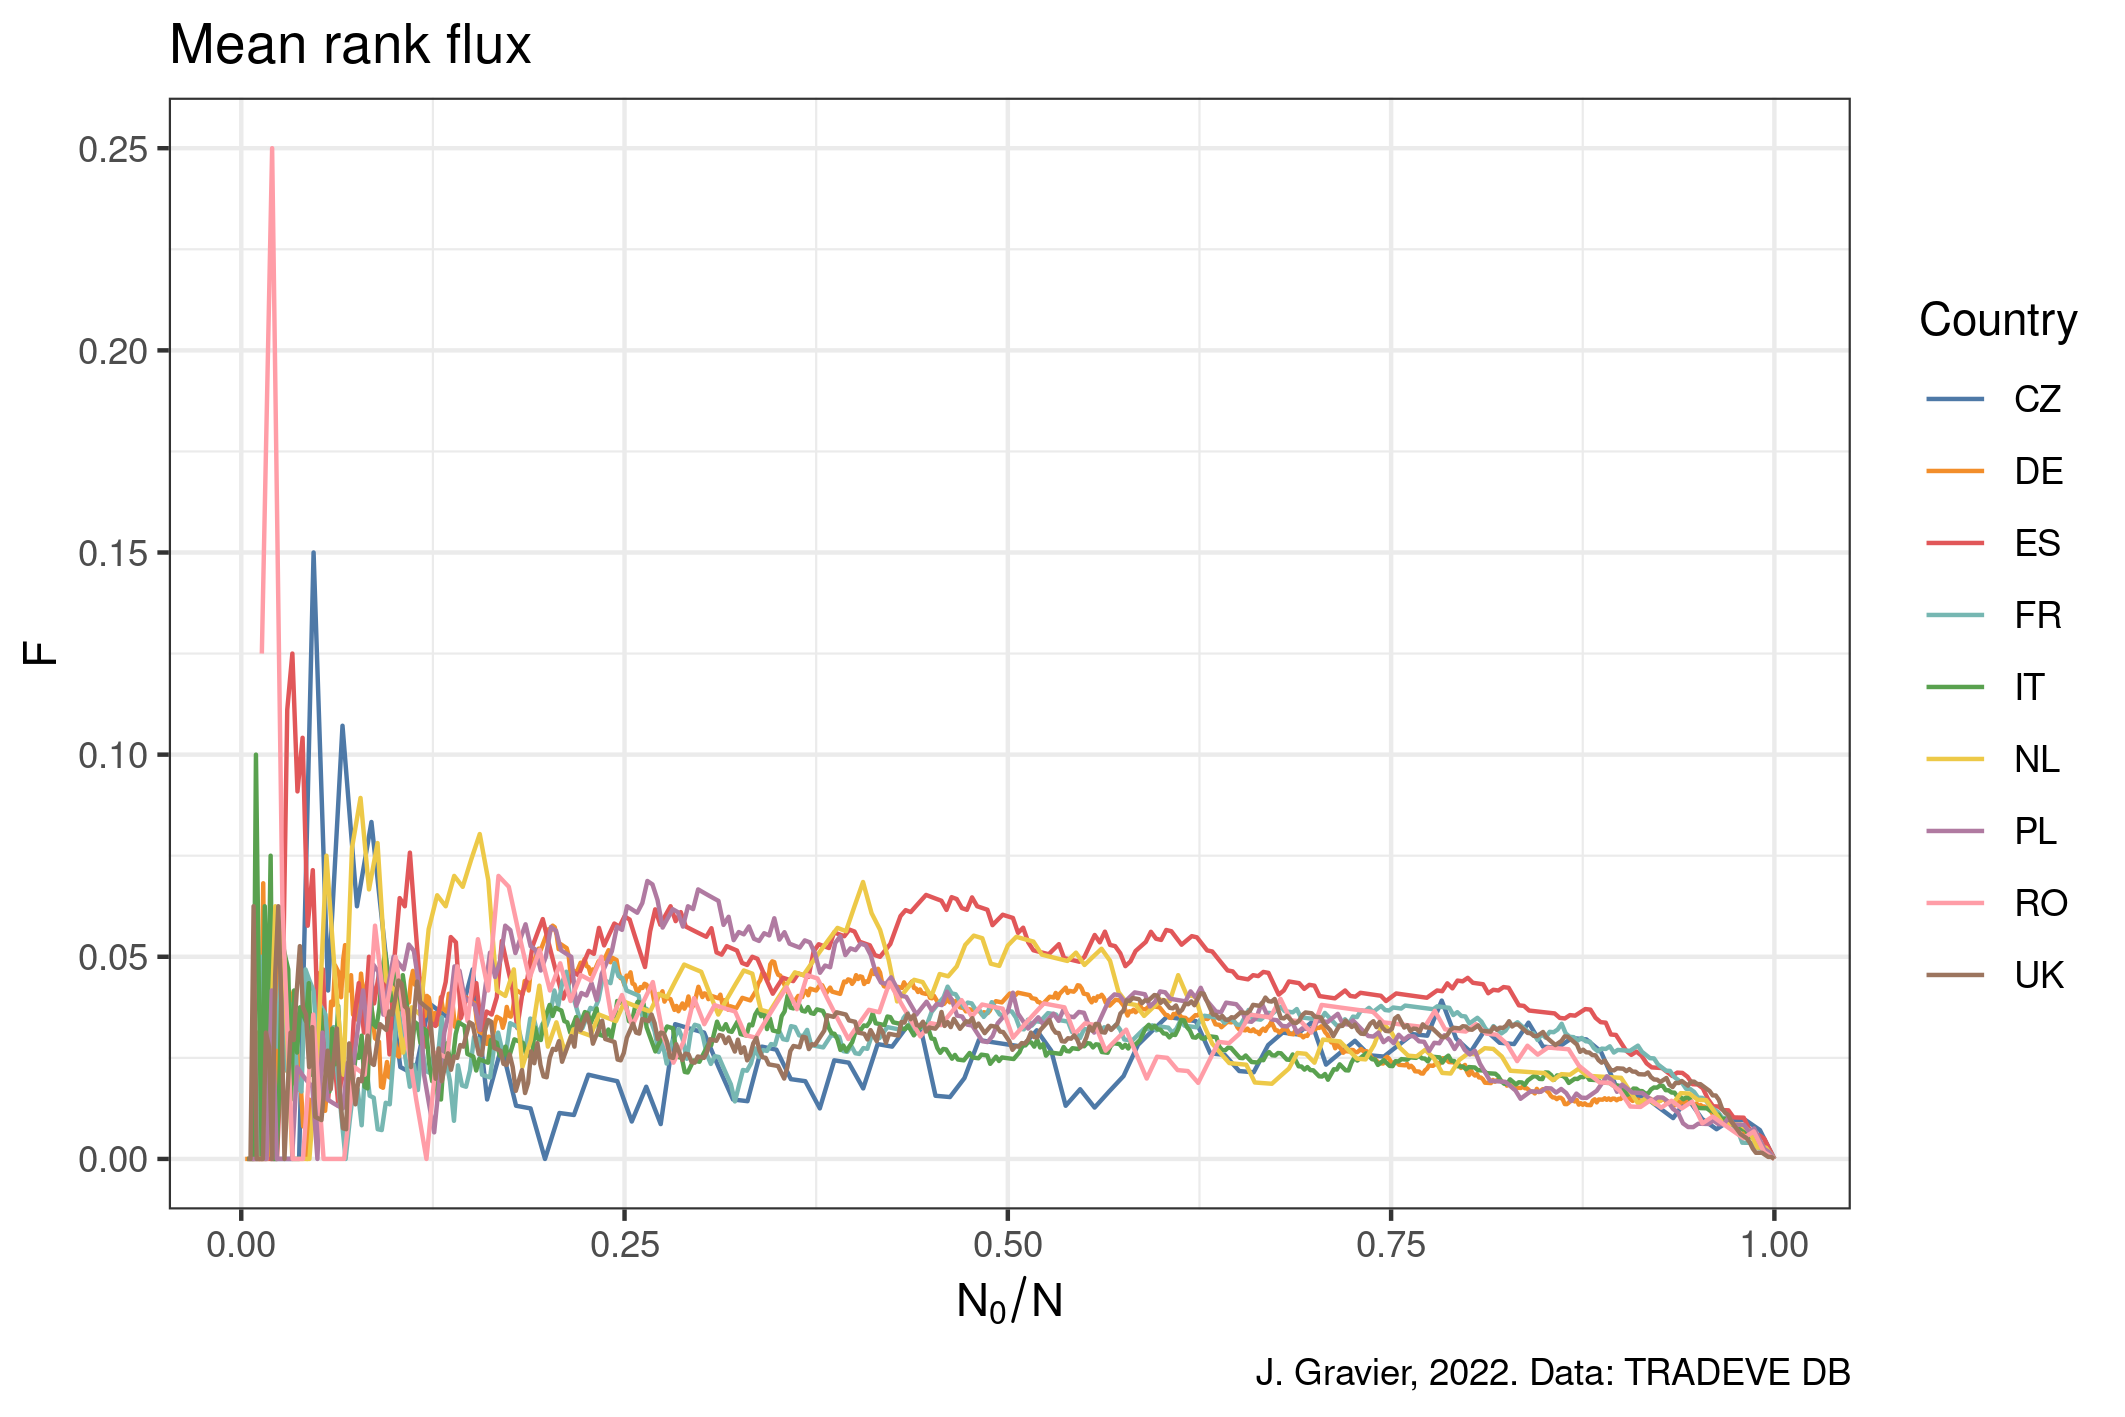 Mean rank flux
0.25
0.20
0.15
0.10
0.05
0.00
F
0.00 0.25 0.50 0.75 1.00
N₀/N
Country
CZ
DE
ES
FR
IT
NL
PL
RO
UK
J. Gravier, 2022. Data: TRADEVE DB